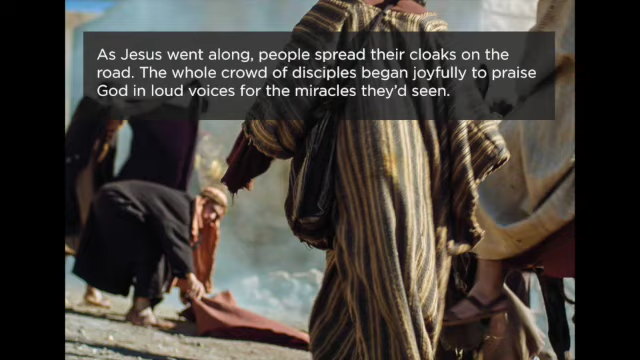 As Jesus went along, people spread their cloaks on the
road. The whole crowd of disciples began joyfully to praise
God in loud voices for the miracles they’d seen.